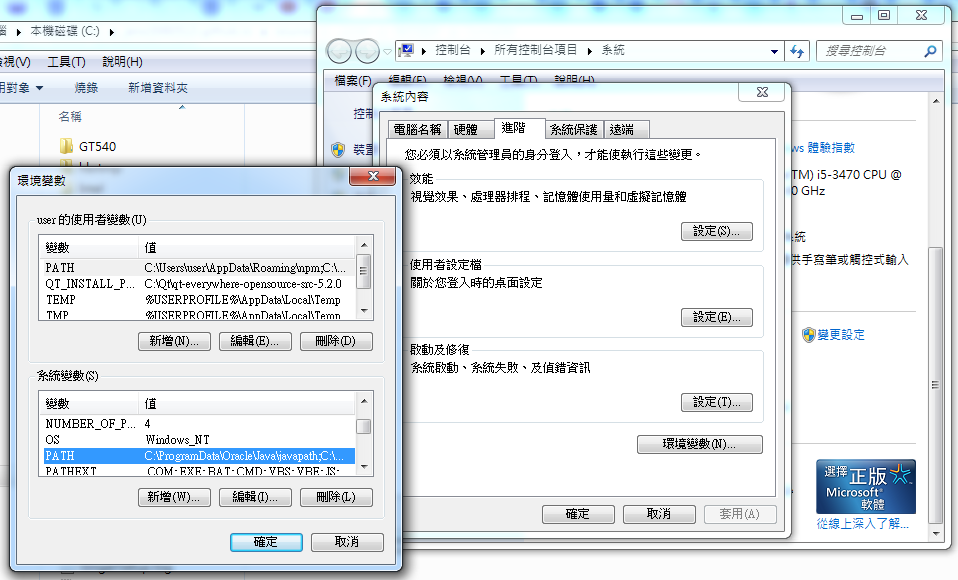 本機磁碟 (C:)
檢視(V) 工具(T) 說明(H)
燒錄 新增資料夾
名稱
GT540
控制台 所有控制台項目 系統
搜尋控制台
檔案(F) 編輯(E) 檢視(V) 工具(T) 說明(H)
系統內容
電腦名稱 硬體 進階 系統保護 遠端
您必須以系統管理員的身分登入，才能使執行這些變更。
效能
視覺效果、處理器排程、記憶體使用量和虛擬記憶體
設定(S)...
使用者設定檔
關於您登入時的桌面設定
設定(E)...
啟動及修復
系統啟動、系統失敗、及偵錯資訊
設定(T)...
環境變數(N)...
確定 取消 套用(A)
體驗指數
i5-3470 CPU @
0 GHz
手寫筆或觸控式輸入
變更設定
選擇 正版
Microsoft®
軟體
從線上深入了解...
環境變數
user 的使用者變數(U)
變數 值
PATH C:\Users\user\AppData\Roaming\npm;C:\...
QT_INSTALL_P... C:\Qt\qt-everywhere-opensource-src-5.2.0
TEMP %USERPROFILE%\AppData\Local\Temp
TMP %USERPROFILE%\AppData\Local\Temp
新增(N)... 編輯(E)... 刪除(D)
系統變數(S)
變數 值
NUMBER_OF_P... 4
OS Windows_NT
PATH C:\ProgramData\Oracle\Java\javapath;C:\...
PATHEXT .COM;.EXE;.BAT;.CMD;.VBS;.VBE;.JS;...
新增(W)... 編輯(I)... 刪除(L)
確定 取消